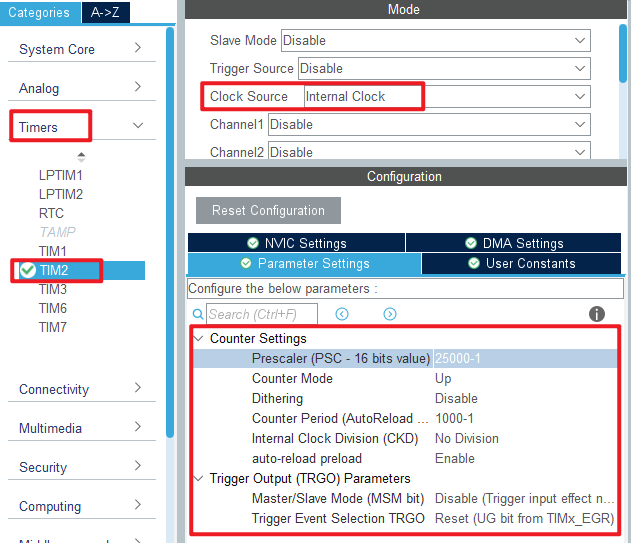 Categories A->Z
System Core
Analog
Timers
LPTIM1
LPTIM2
RTC
TAMP
TIM1
TIM2
TIM3
TIM6
TIM7
Connectivity
Multimedia
Security
Computing
Mode
Slave Mode Disable
Trigger Source Disable
Clock Source Internal Clock
Channel1 Disable
Channel2 Disable
Configuration
Reset Configuration
NVIC Settings DMA Settings
Parameter Settings User Constants
Configure the below parameters :
Search (Ctrl+F)
Counter Settings
Prescaler (PSC - 16 bits value) 25000-1
Counter Mode Up
Dithering Disable
Counter Period (AutoReload ... 1000-1
Internal Clock Division (CKD) No Division
auto-reload preload Enable
Trigger Output (TRGO) Parameters
Master/Slave Mode (MSM bit) Disable (Trigger input effect n...
Trigger Event Selection TRGO Reset (UG bit from TIMx_EGR)